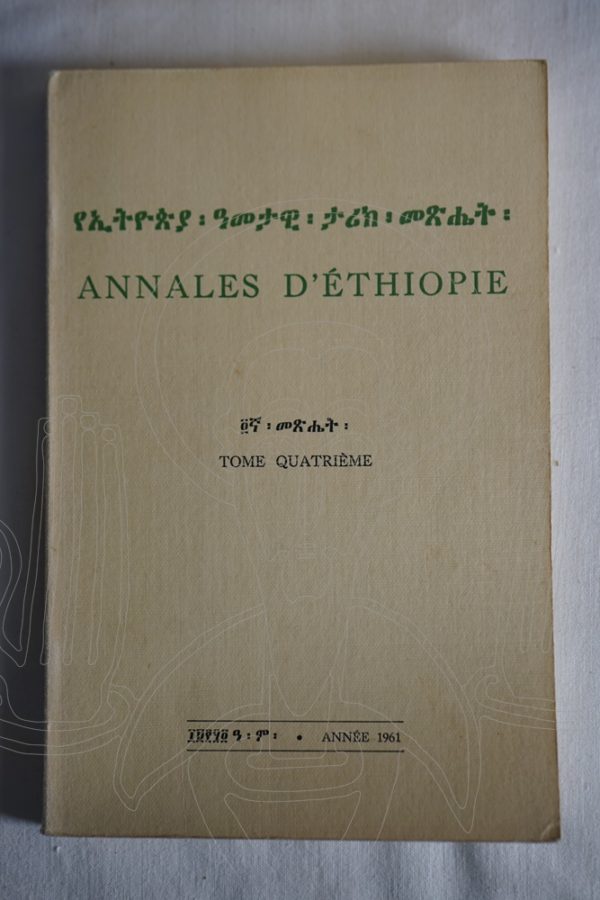 የኢትዮጵያ ፡ ዓመታዊ ፡ ታሪክ ፡ መጽሔት ፡
ANNALES D'ÉTHIOPIE
፬ኛ ፡ መጽሔት ፡
TOME QUATRIÈME
፲፱፻፶፬ ዓ ፡ ም ፡ • ANNÉE 1961